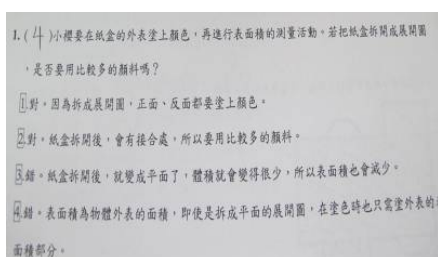 1. (4)小櫻要在紙盒的外表塗上顏色，再進行表面積的測量活動。若把紙盒拆開成展開圖
，是否要用比較多的顏料嗎？
1.對，因為拆成展開圖，正面、反面都要塗上顏色。
2.對，紙盒拆開後，會有接合處，所以要用比較多的顏料。
3.錯。紙盒拆開後，就變成平面了，體積就會變得很少，所以表面積也會減少。
4.錯。表面積為物體外表的面積，即使是拆成平面的展開圖，在塗色時也只需塗外表的
面積部分。